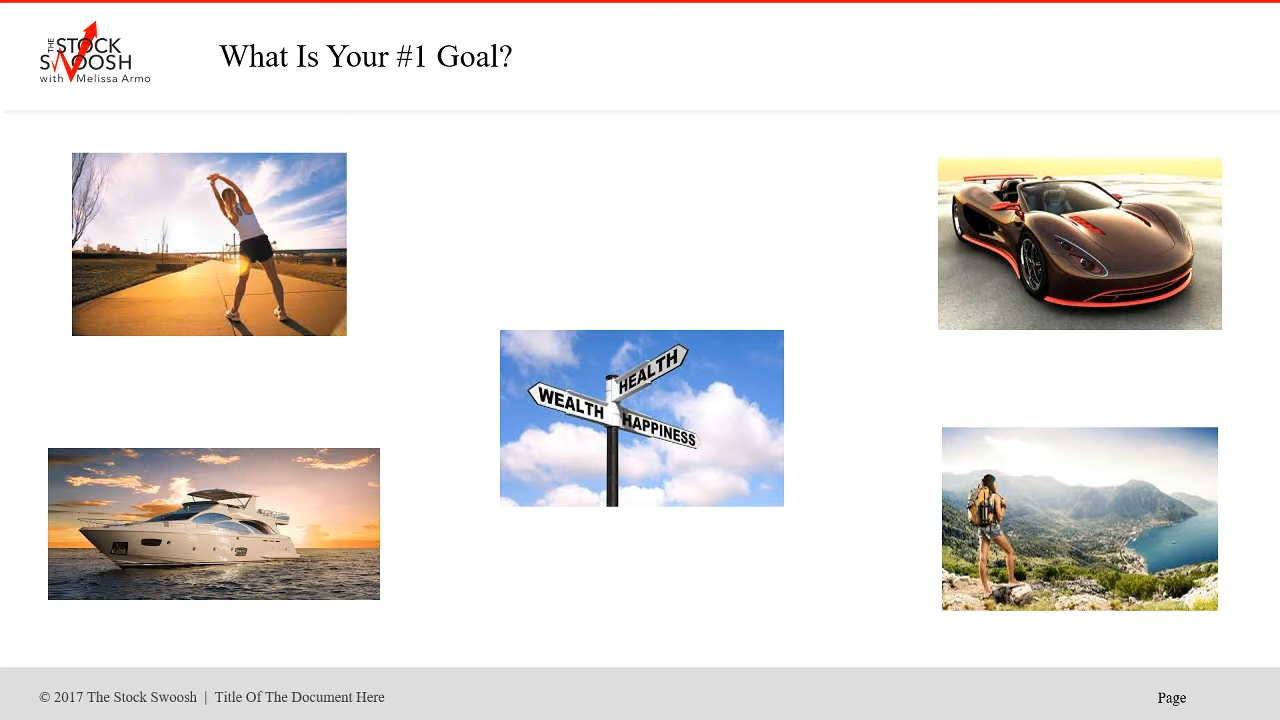 THE STOCK
SWOOSH
with Melissa Armo
What Is Your #1 Goal?
HEALTH
WEALTH
HAPPINESS
© 2017 The Stock Swoosh | Title Of The Document Here
Page